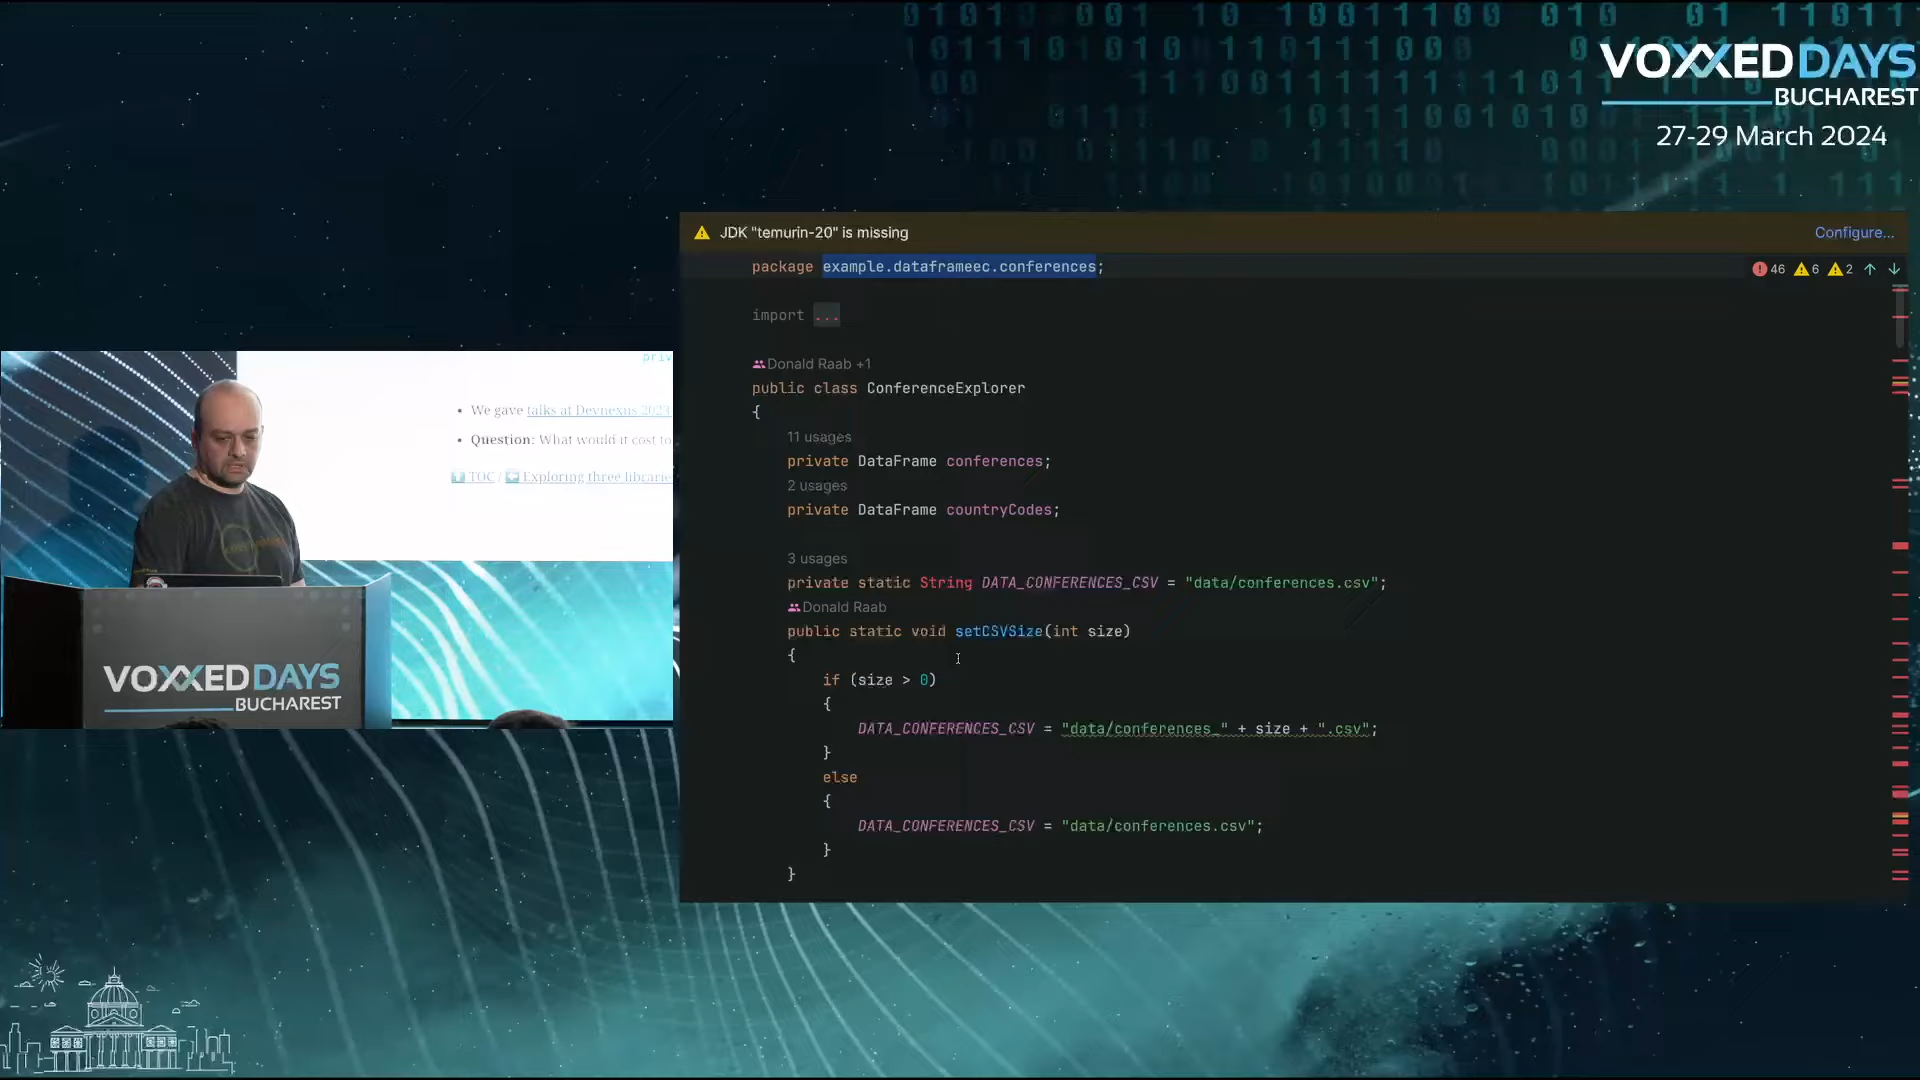 VOXXED DAYS
BUCHAREST
27-29 March 2024
JDK "temurin-20" is missing
Configure...
package example.dataframeec.conferences;
46 6 2
import ...
Donald Raab +1
public class ConferenceExplorer
{
11 usages
private DataFrame conferences;
2 usages
private DataFrame countryCodes;
3 usages
private static String DATA_CONFERENCES_CSV = "data/conferences.csv";
Donald Raab
public static void setCSVSize(int size)
{
if (size > 0)
{
DATA_CONFERENCES_CSV = "data/conferences_" + size + ".csv";
}
else
{
DATA_CONFERENCES_CSV = "data/conferences.csv";
}
}
priv
• We gave talks at Devnexus 2023
• Question: What would it cost to
TOC / Exploring three librarie
VOXXED DAYS
BUCHAREST